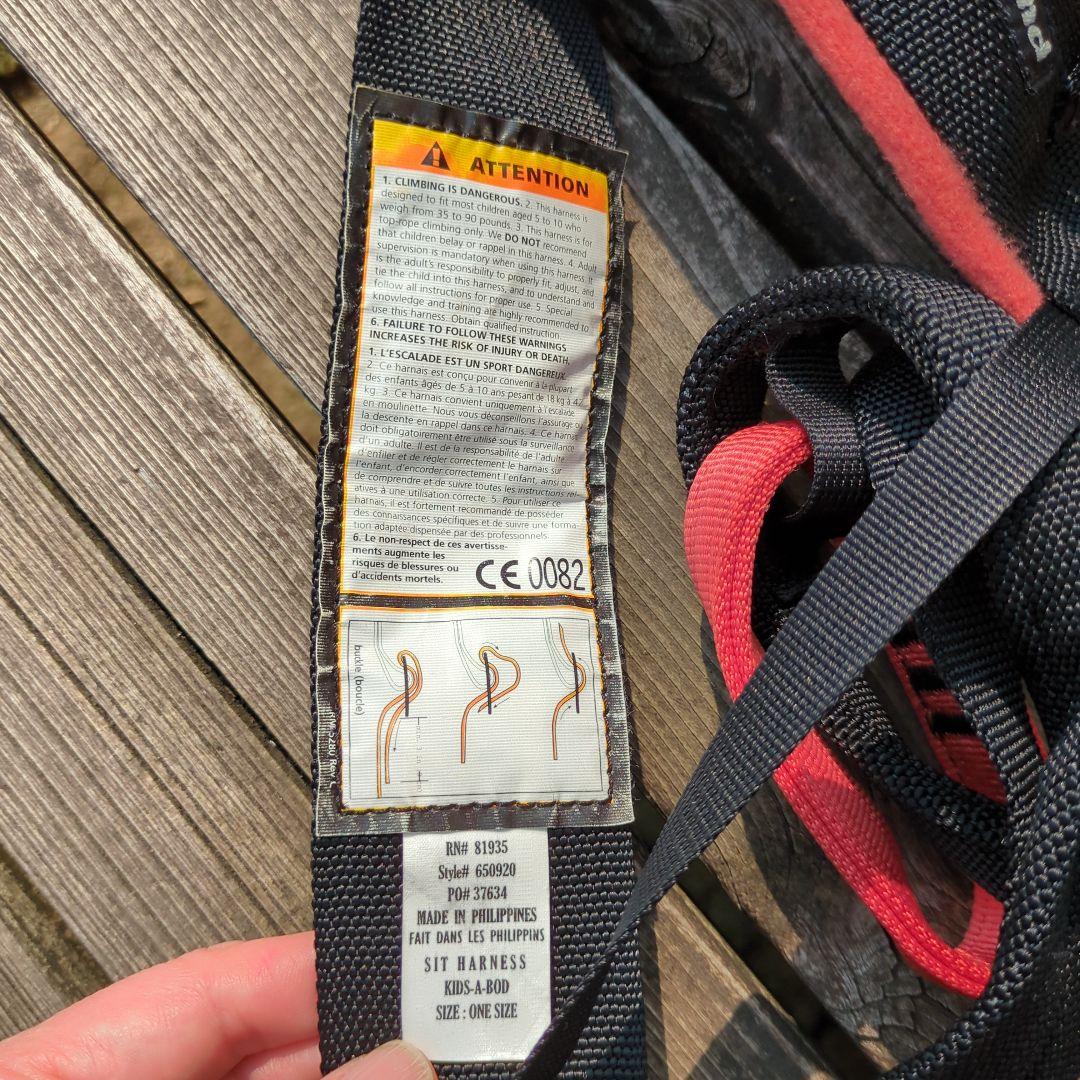 ATTENTION
1. CLIMBING IS DANGEROUS. 2. This harness is
designed to fit most children aged 5 to 10 who
weigh from 35 to 90 pounds. 3. This harness is for
top-rope climbing only. We DO NOT recommend
that children belay or rappel in this harness. 4. Adult
supervision is mandatory when using this harness. It
is the adult's responsibility to properly fit, adjust, and
tie the child into this harness, and to understand and
follow all instructions for proper use. 5. Special
knowledge and training are highly recommended to
use this harness. Obtain qualified instruction.
6. FAILURE TO FOLLOW THESE WARNINGS
INCREASES THE RISK OF INJURY OR DEATH.
1. L'ESCALADE EST UN SPORT DANGEREUX.
2. Ce harnais est conçu pour convenir à la plupart
des enfants âgés de 5 à 10 ans pesant de 18 kg à 42
kg. 3. Ce harnais convient uniquement à l'escalade
en moulinette. Nous vous déconseillons l'assurage ou
la descente en rappel dans ce harnais. 4. Ce harnais
doit obligatoirement être utilisé sous la surveillance
d'un adulte. Il est de la responsabilité de l'adulte
d'enfiler et de régler correctement le harnais sur
l'enfant, d'encorder correctement l'enfant, ainsi que
de comprendre et de suivre toutes les instructions rel-
atives à une utilisation correcte. 5. Pour utiliser ce
harnais, il est fortement recommandé de posséder
des connaissances spécifiques et de suivre une forma-
tion adaptée dispensée par des professionnels.
6. Le non-respect de ces avertisse-
ments augmente les
risques de blessures ou
d'accidents mortels.
CE 0082
buckle (boucle)
5280 Rev
RN# 81935
Style# 650920
PO# 37634
MADE IN PHILIPPINES
FAIT DANS LES PHILIPPINS
SIT HARNESS
KIDS-A-BOD
SIZE : ONE SIZE